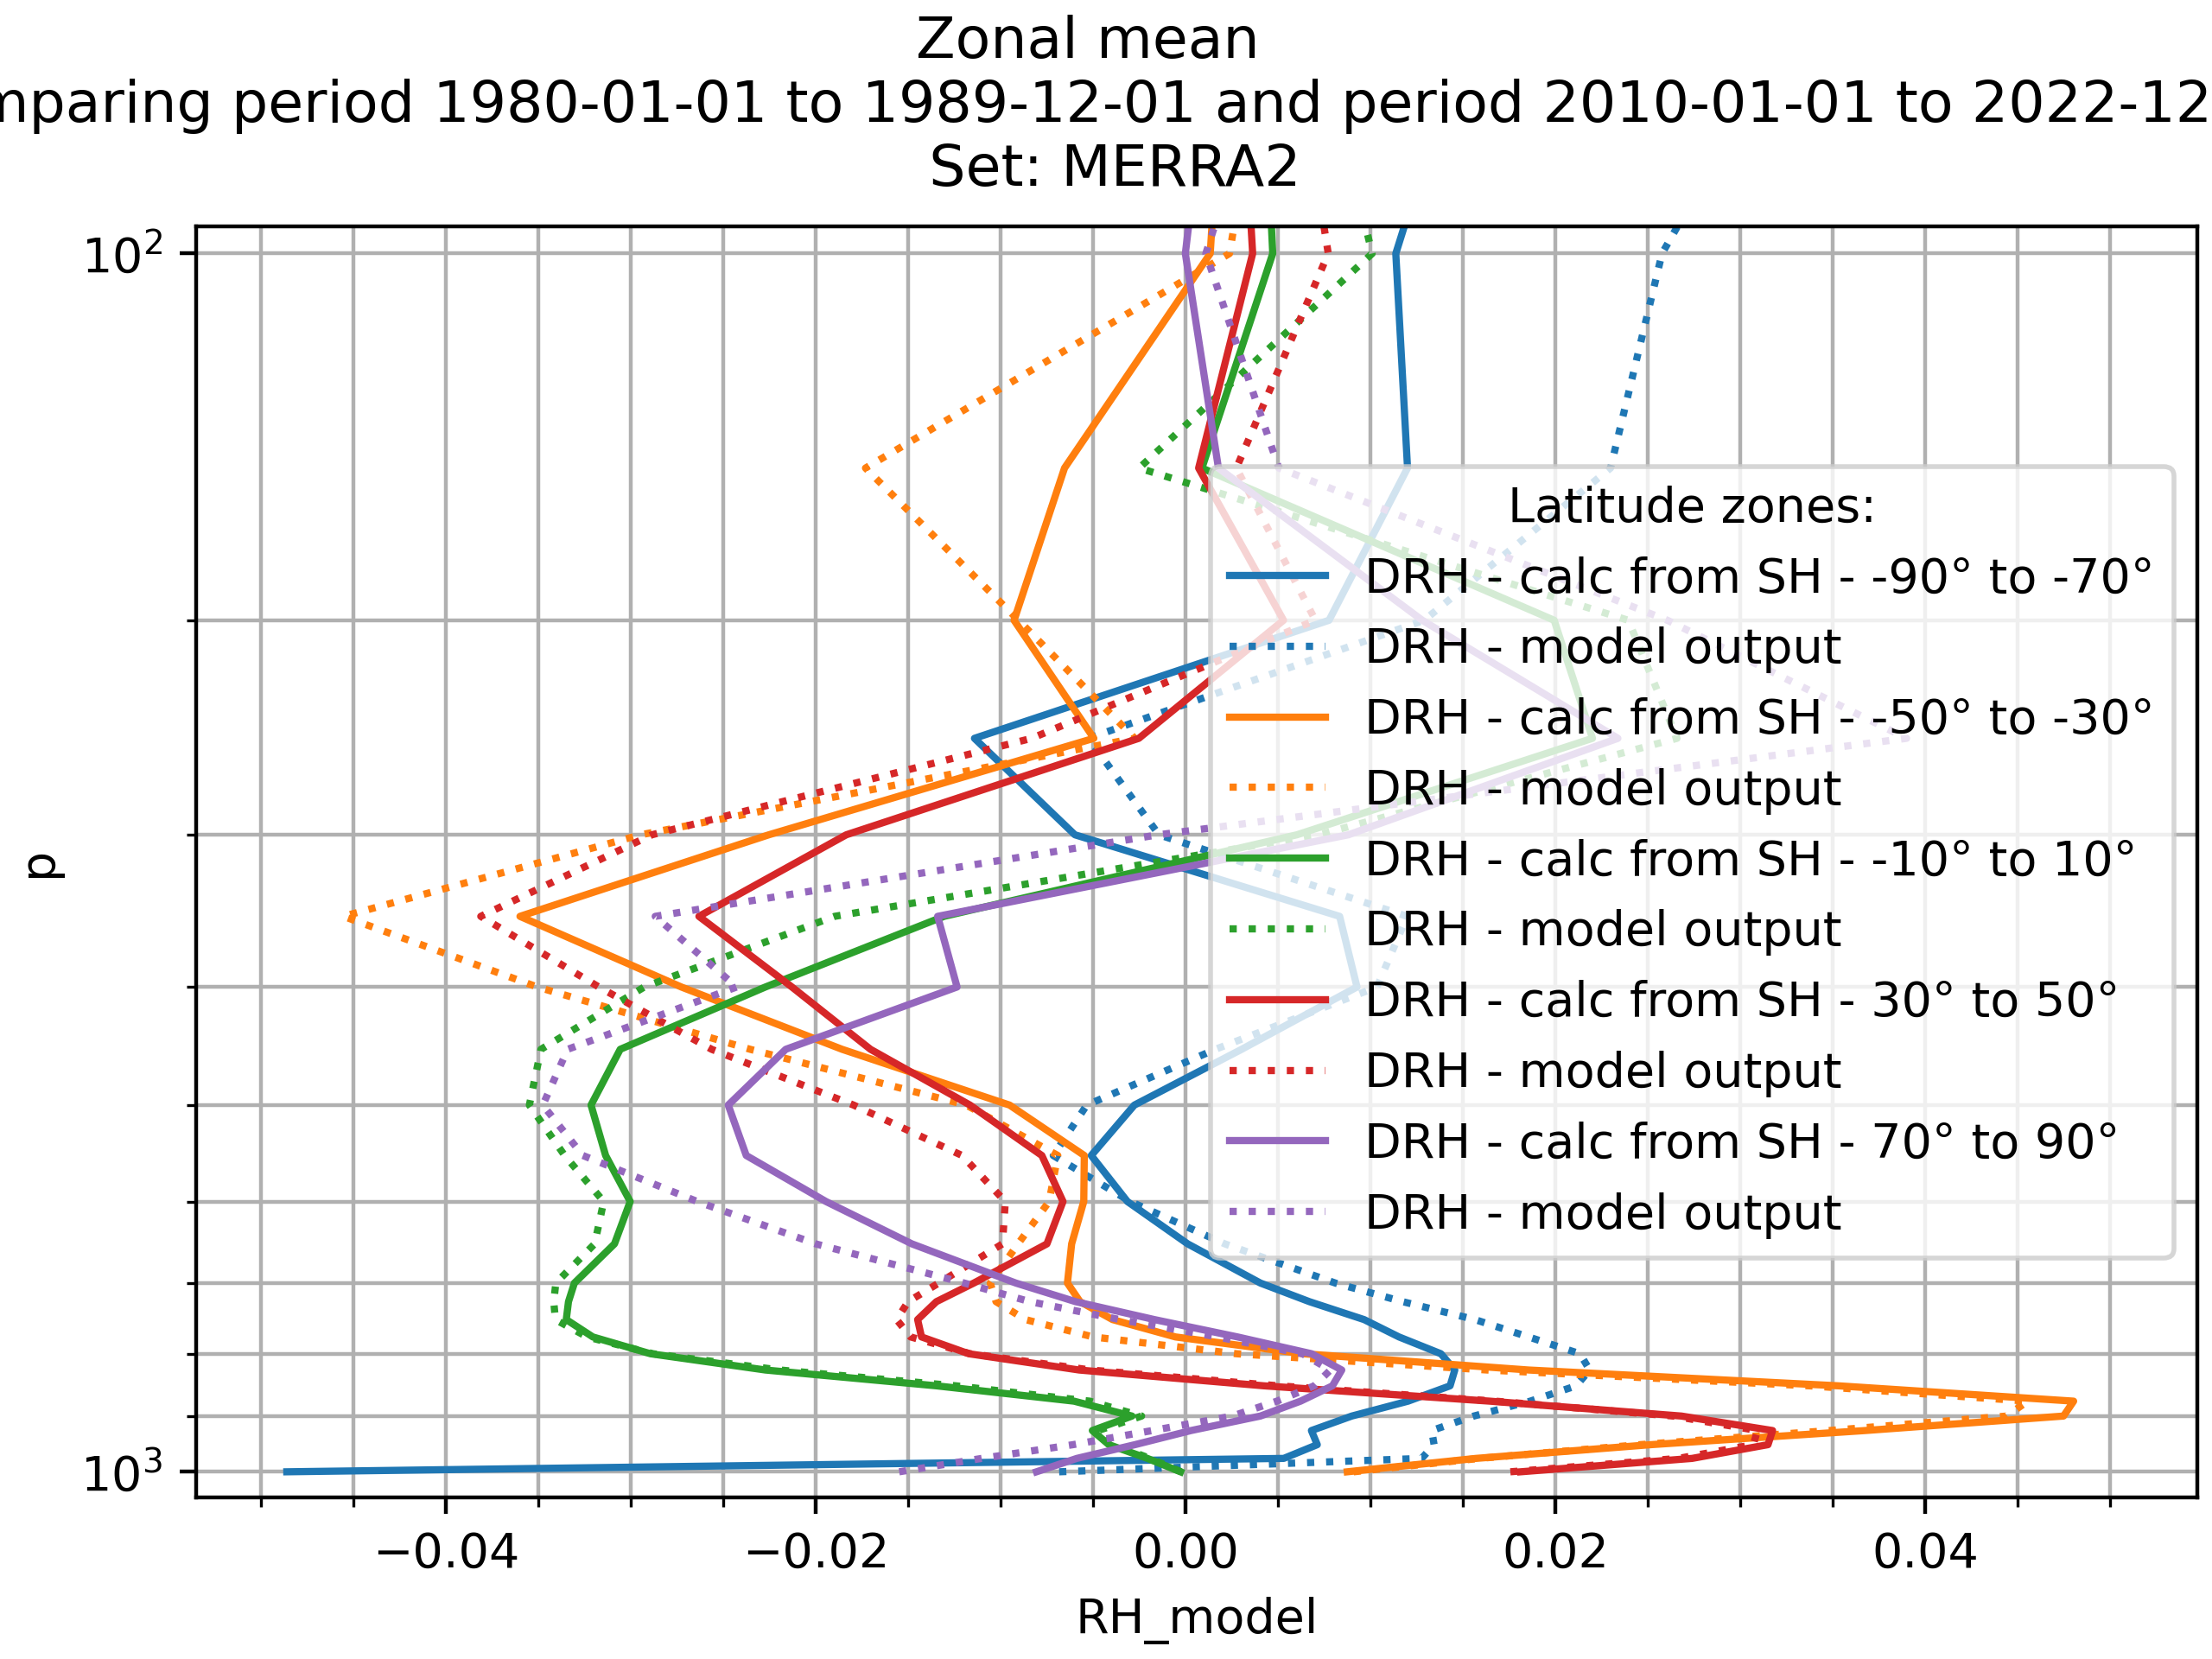 Zonal mean
mparing period 1980-01-01 to 1989-12-01 and period 2010-01-01 to 2022-12
Set: MERRA2
10²
p
10³
Latitude zones:
DRH - calc from SH - -90° to -70°
DRH - model output
DRH - calc from SH - -50° to -30°
DRH - model output
DRH - calc from SH - -10° to 10°
DRH - model output
DRH - calc from SH - 30° to 50°
DRH - model output
DRH - calc from SH - 70° to 90°
DRH - model output
−0.04 −0.02 0.00 0.02 0.04
RH_model